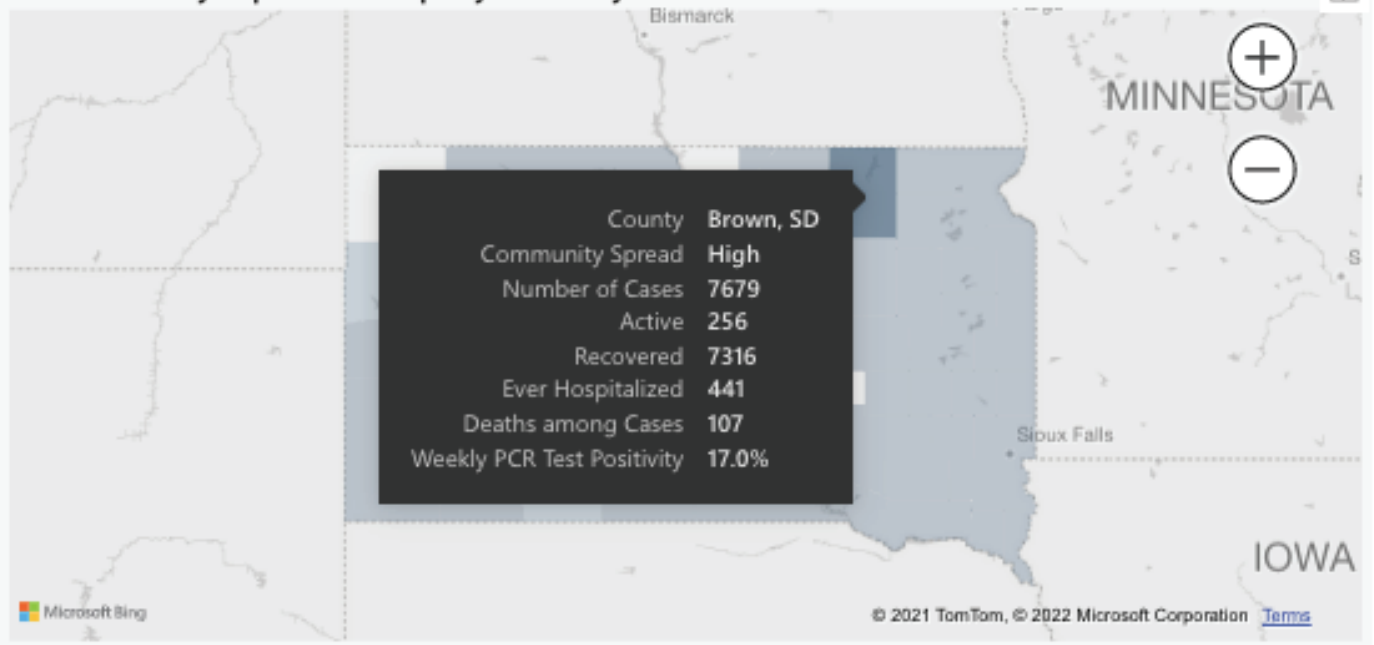 Bismarck
MINNESOTA
County Brown, SD
Community Spread High
Number of Cases 7679
Active 256
Recovered 7316
Ever Hospitalized 441
Deaths among Cases 107
Weekly PCR Test Positivity 17.0%
Sioux Falls
IOWA
Microsoft Bing
© 2021 TomTom, © 2022 Microsoft Corporation Terms